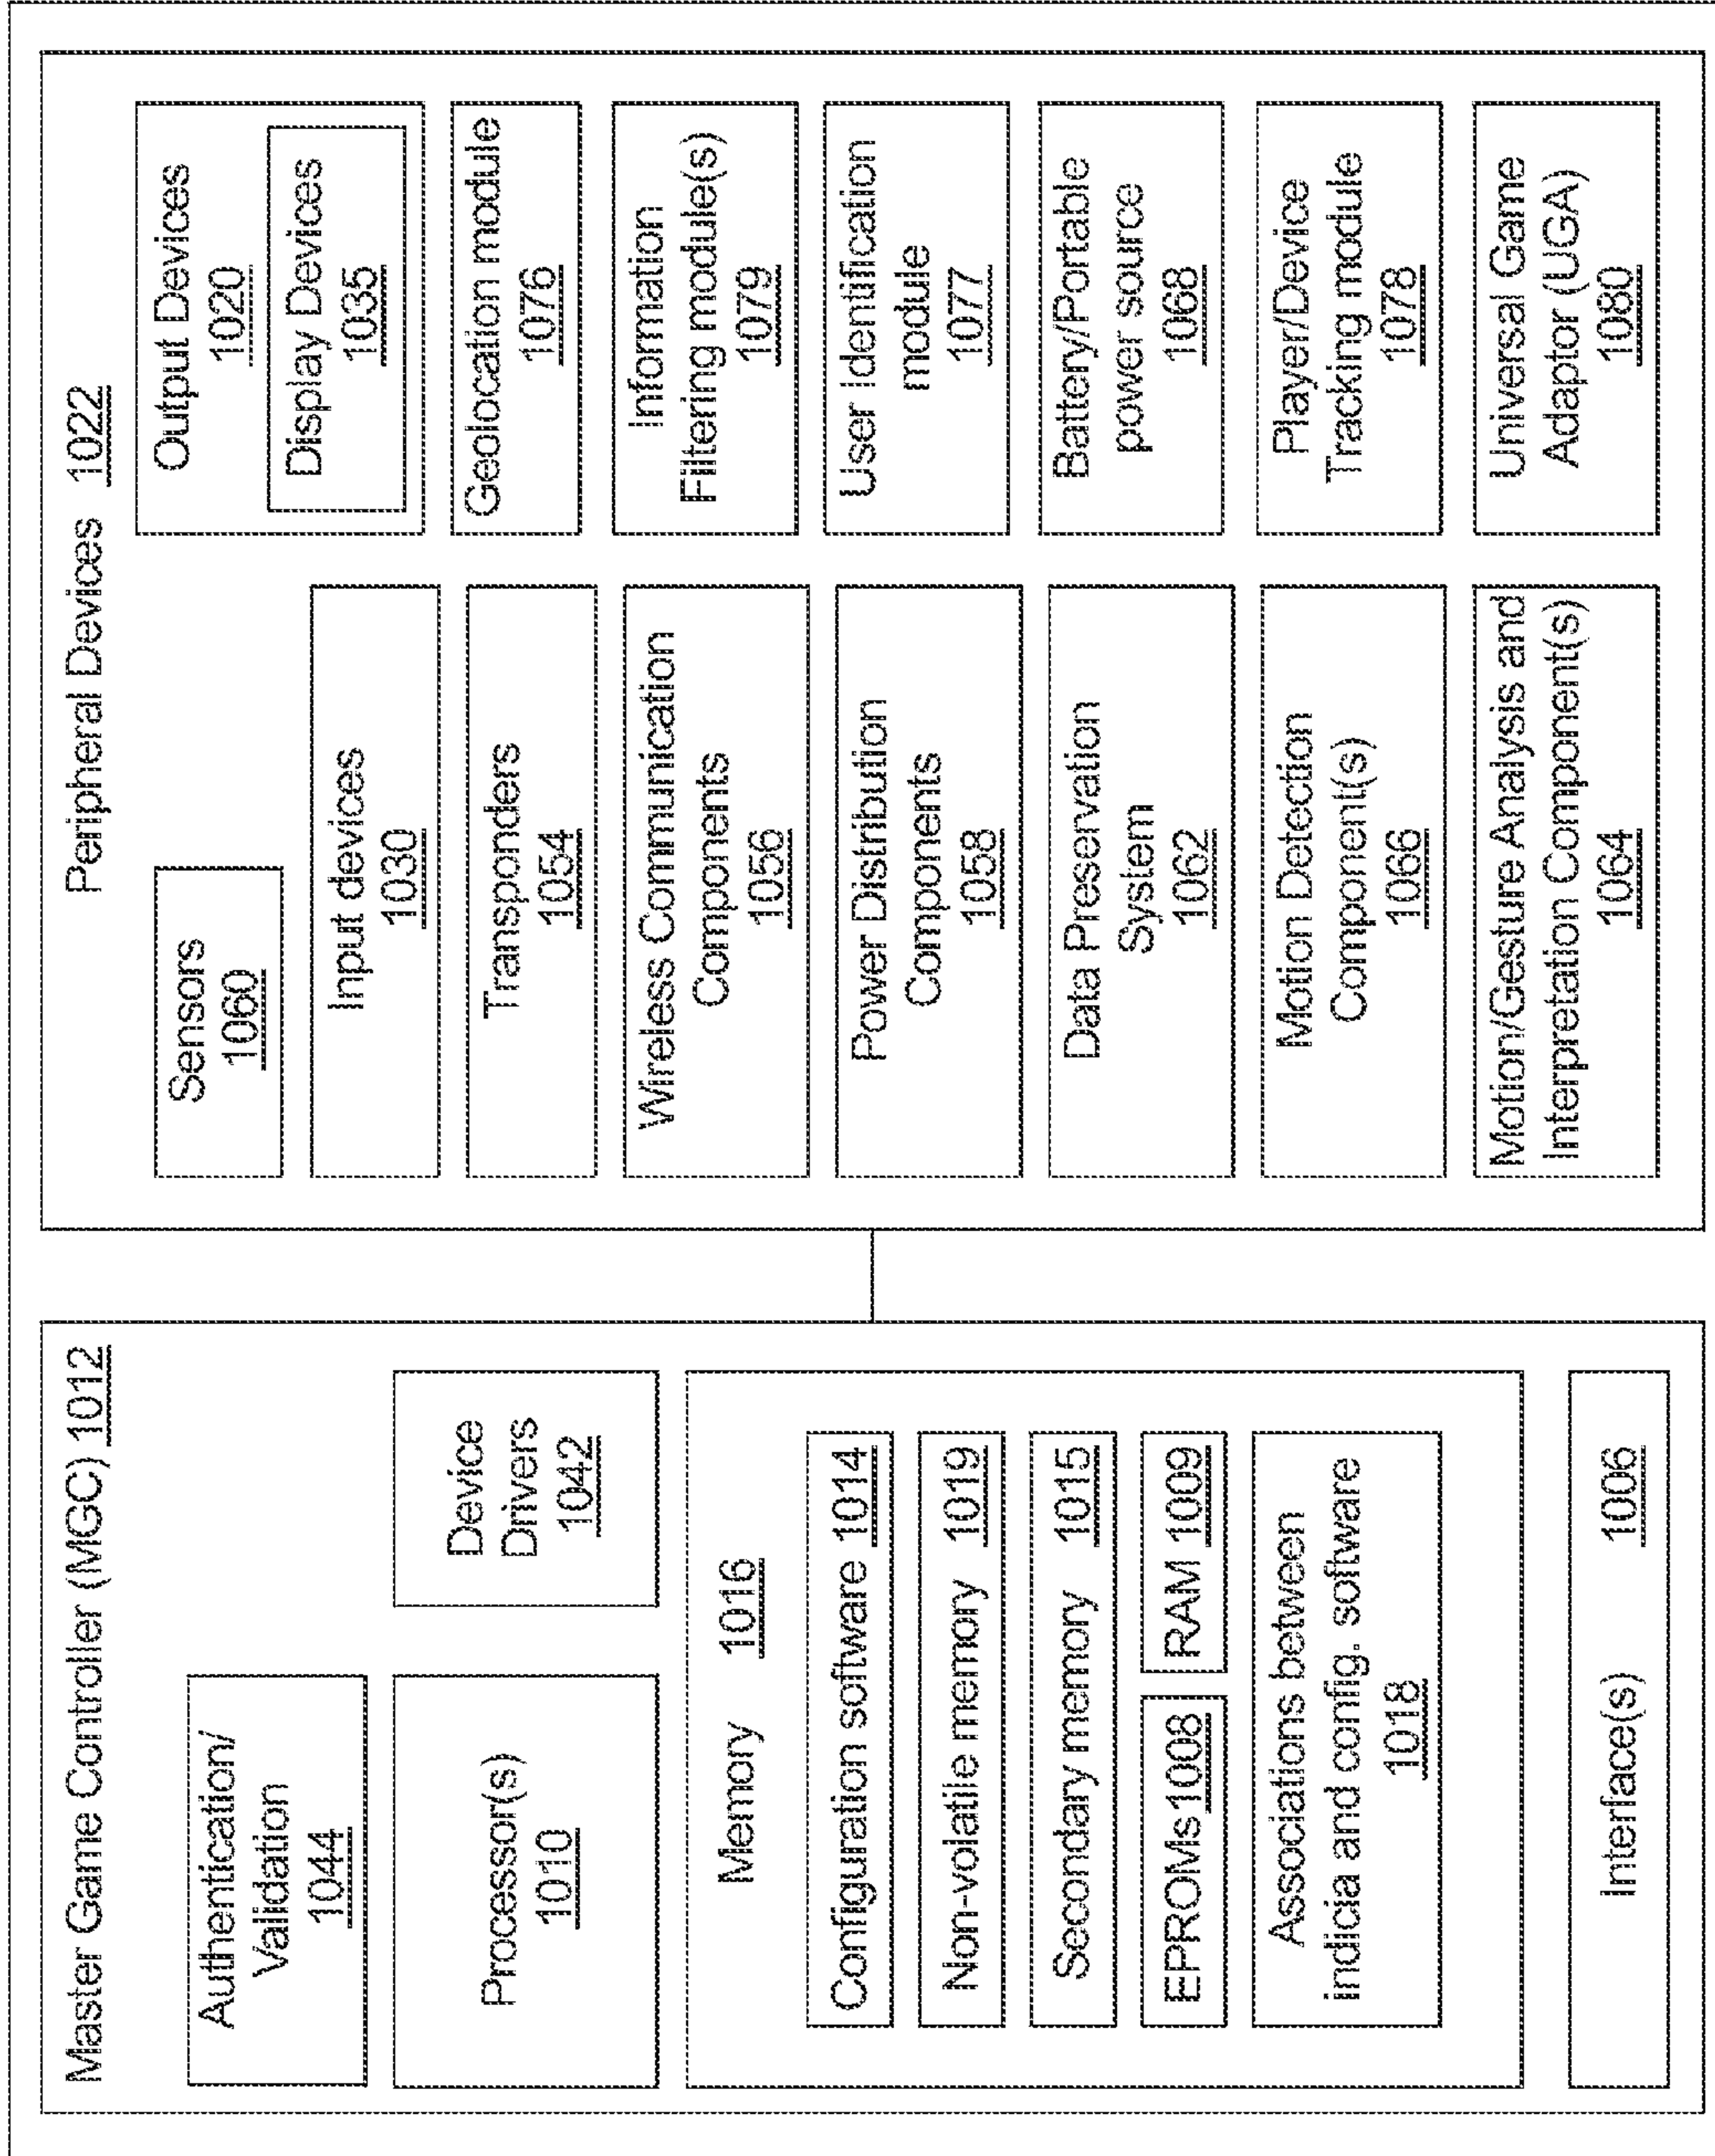 Master Game Controller (MGC) 1012
Authentication/
Validation
1044
Processor(s)
1010
Device
Drivers
1042
Memory 1016
Configuration software 1014
Non-volatile memory 1019
Secondary memory 1015
EPROMs 1008
RAM 1009
Associations between
indicia and config. software
1018
Interface(s) 1006
Peripheral Devices 1022
Sensors
1060
Input devices
1030
Transponders
1054
Wireless Communication
Components
1056
Power Distribution
Components
1058
Data Preservation
System
1062
Motion Detection
Component(s)
1066
Motion/Gesture Analysis and
Interpretation Component(s)
1064
Output Devices
1020
Display Devices
1035
Geolocation module
1076
Information
Filtering module(s)
1079
User Identification
module
1077
Battery/Portable
power source
1068
Player/Device
Tracking module
1078
Universal Game
Adaptor (UGA)
1080